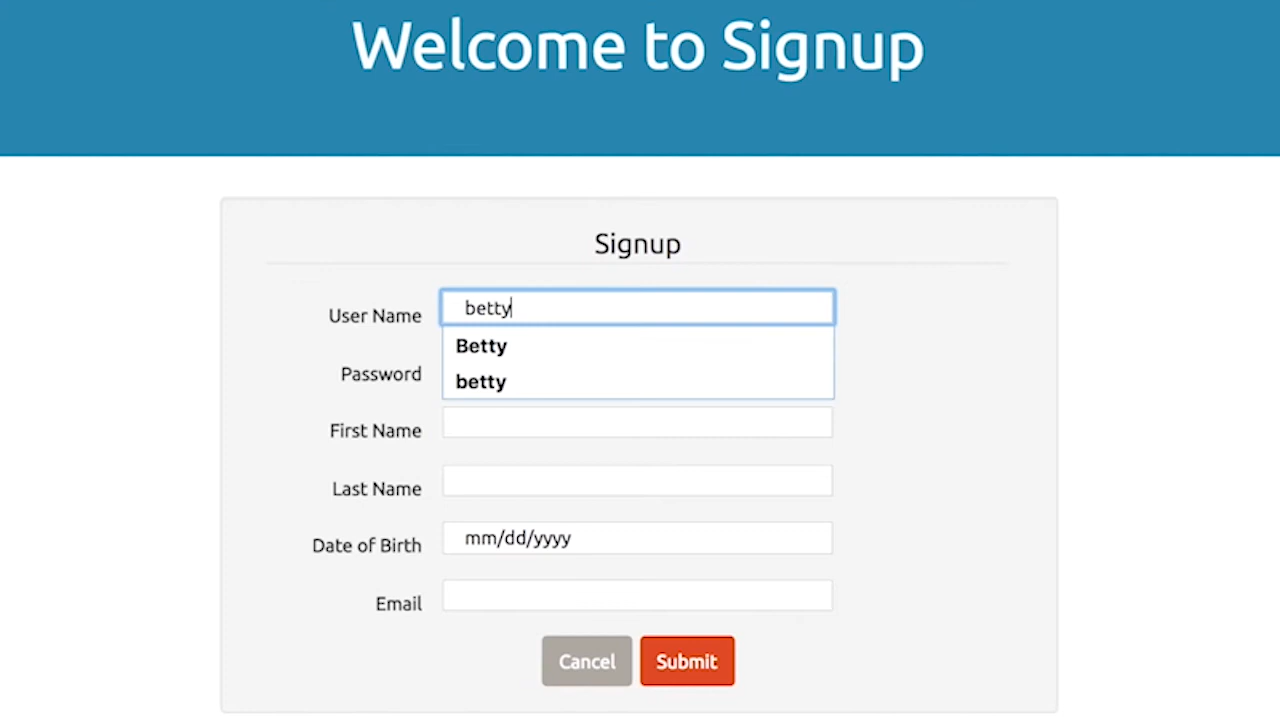 Welcome to Signup
Signup
User Name betty
Betty
Password betty
First Name
Last Name
Date of Birth mm/dd/yyyy
Email
Cancel Submit